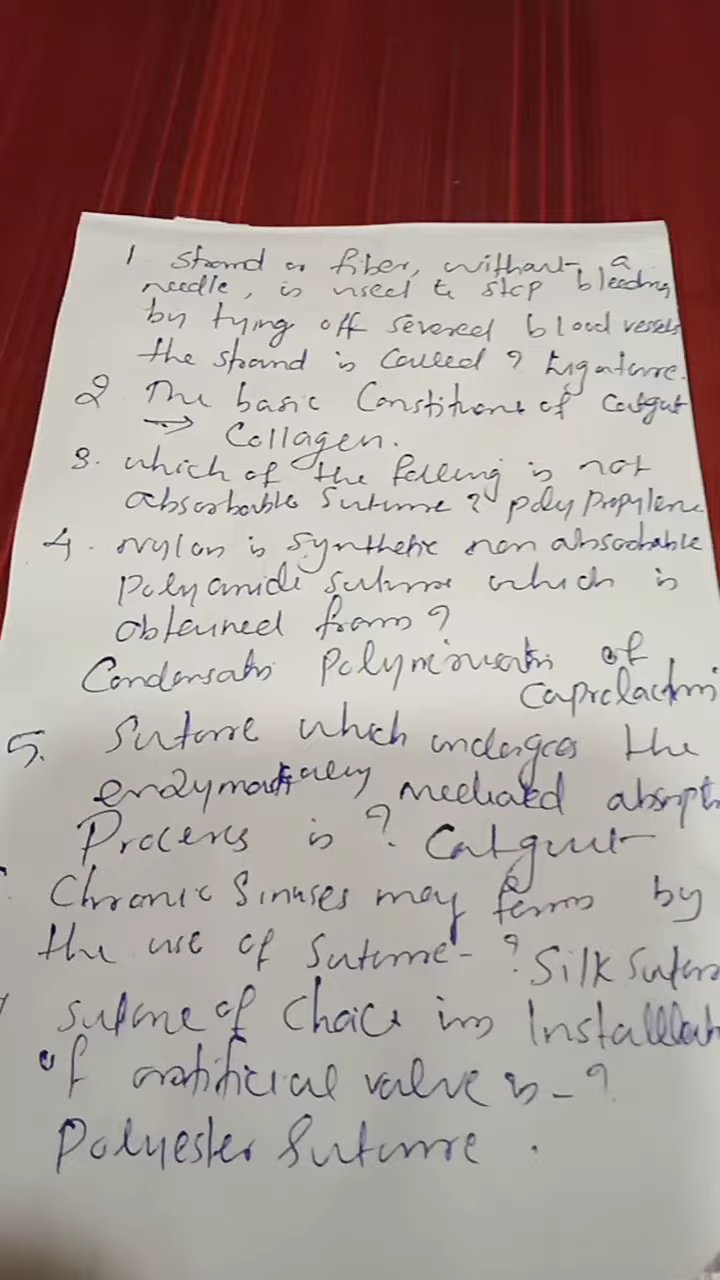 1 Strand or fiber, without a
needle, is used to stop bleeding
by tying off severed blood vessels
the strand is called ? Ligature.
2 The basic Constituent of Catgut
→ Collagen.
3. which of the following is not
absorbable Suture ? polypropylene
4. Nylon is synthetic non absorbable
Polyamide suture which is
obtained from ?
Condensation Polymerisation of
Caprolactam
5. Suture which undergoes the
enzymatically mediated absorpt
Process is ? Catgut
Chronic Sinuses may form by
the use of Suture - ? Silk Suture
suture of Choice in Installat
of artificial valve is - ?
Polyester Suture .